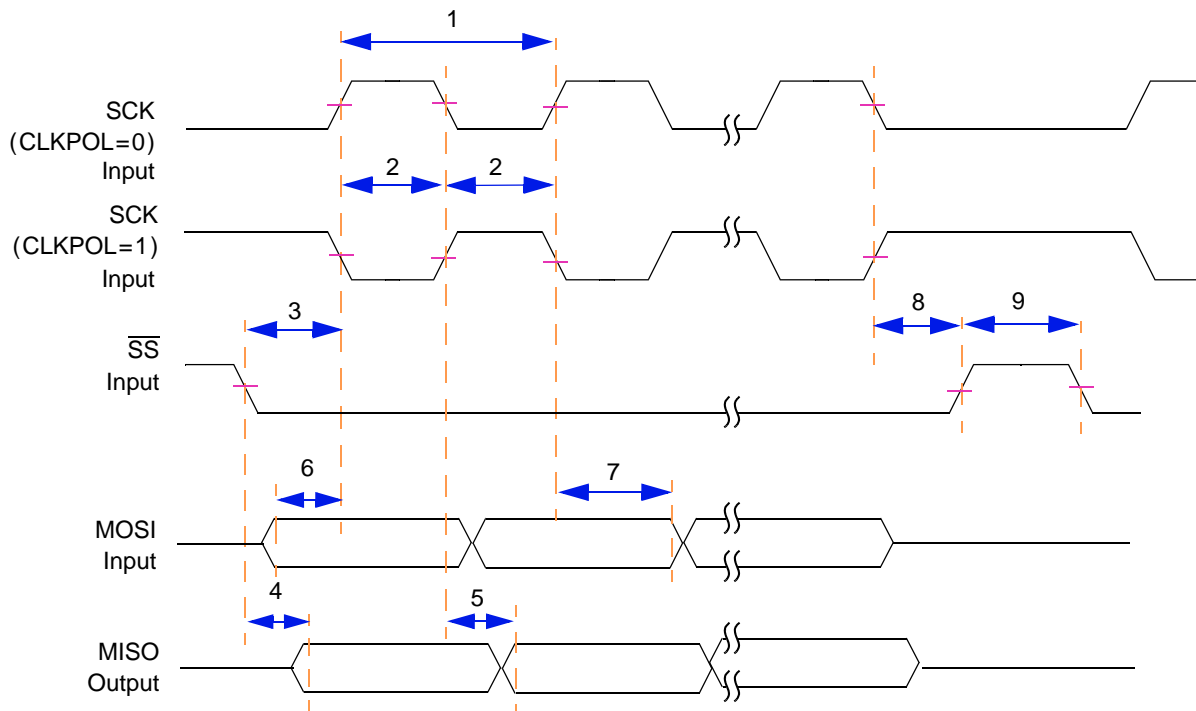 1
SCK
(CLKPOL=0)
Input
2 2
SCK
(CLKPOL=1)
Input
3 8 9
SS
Input
6 7
MOSI
Input
4 5
MISO
Output